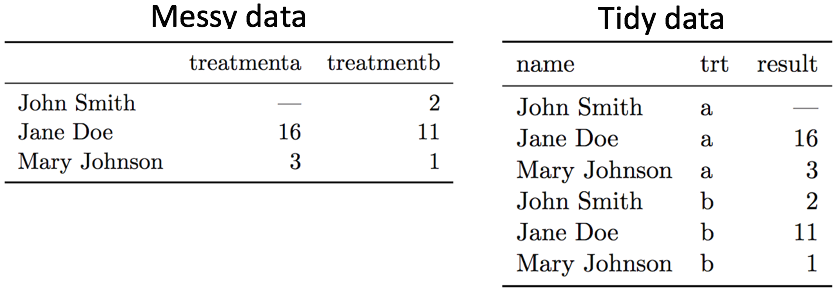 Messy data
treatmenta treatmentb
John Smith — 2
Jane Doe 16 11
Mary Johnson 3 1
Tidy data
name trt result
John Smith a —
Jane Doe a 16
Mary Johnson a 3
John Smith b 2
Jane Doe b 11
Mary Johnson b 1